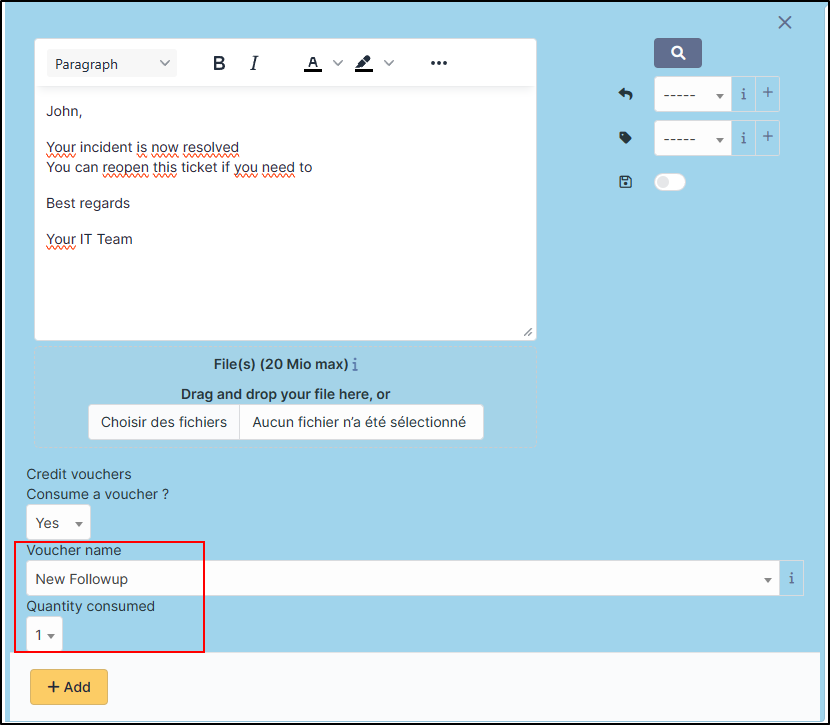 Paragraph B I A
-----
-----
John,
Your incident is now resolved
You can reopen this ticket if you need to
Best regards
Your IT Team
File(s) (20 Mio max) i
Drag and drop your file here, or
Choisir des fichiers Aucun fichier n'a été sélectionné
Credit vouchers
Consume a voucher ?
Yes
Voucher name
New Followup
Quantity consumed
1
+ Add